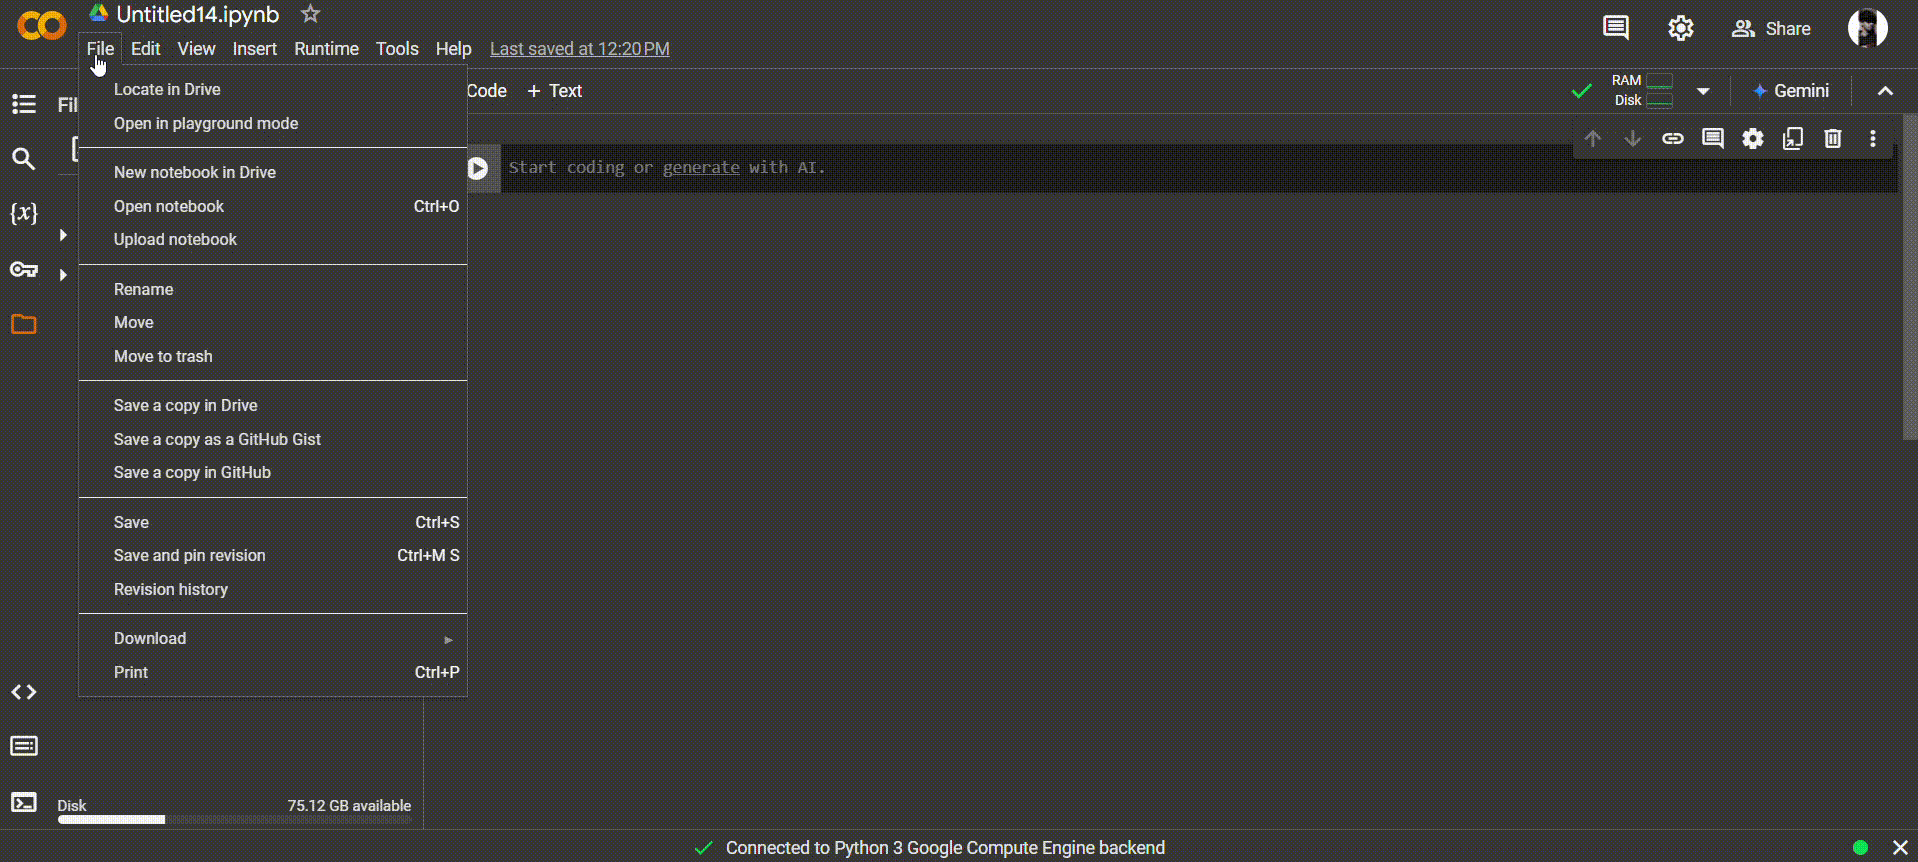 Untitled14.ipynb
File Edit View Insert Runtime Tools Help Last saved at 12:20 PM
Share
Locate in Drive
Open in playground mode
New notebook in Drive
Open notebook Ctrl+O
Upload notebook
Rename
Move
Move to trash
Save a copy in Drive
Save a copy as a GitHub Gist
Save a copy in GitHub
Save Ctrl+S
Save and pin revision Ctrl+M S
Revision history
Download
Print Ctrl+P
Code + Text
RAM
Disk
Gemini
Start coding or generate with AI.
{x}
Disk 75.12 GB available
Connected to Python 3 Google Compute Engine backend